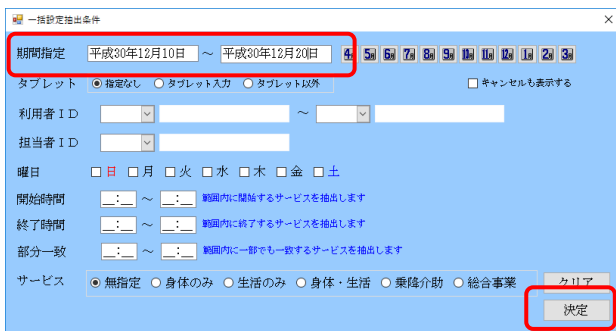 一括設定抽出条件
期間指定 平成30年12月10日 ～ 平成30年12月20日 4月 5月 6月 7月 8月 9月 10月 11月 12月 1月 2月 3月
タブレット 指定なし タブレット入力 タブレット以外 キャンセルも表示する
利用者ID ～
担当者ID
曜日 日 月 火 水 木 金 土
開始時間 __:__ ～ __:__ 範囲内に開始するサービスを抽出します
終了時間 __:__ ～ __:__ 範囲内に終了するサービスを抽出します
部分一致 __:__ ～ __:__ 範囲内に一部でも一致するサービスを抽出します
サービス 無指定 身体のみ 生活のみ 身体・生活 乗降介助 総合事業 クリア
決定